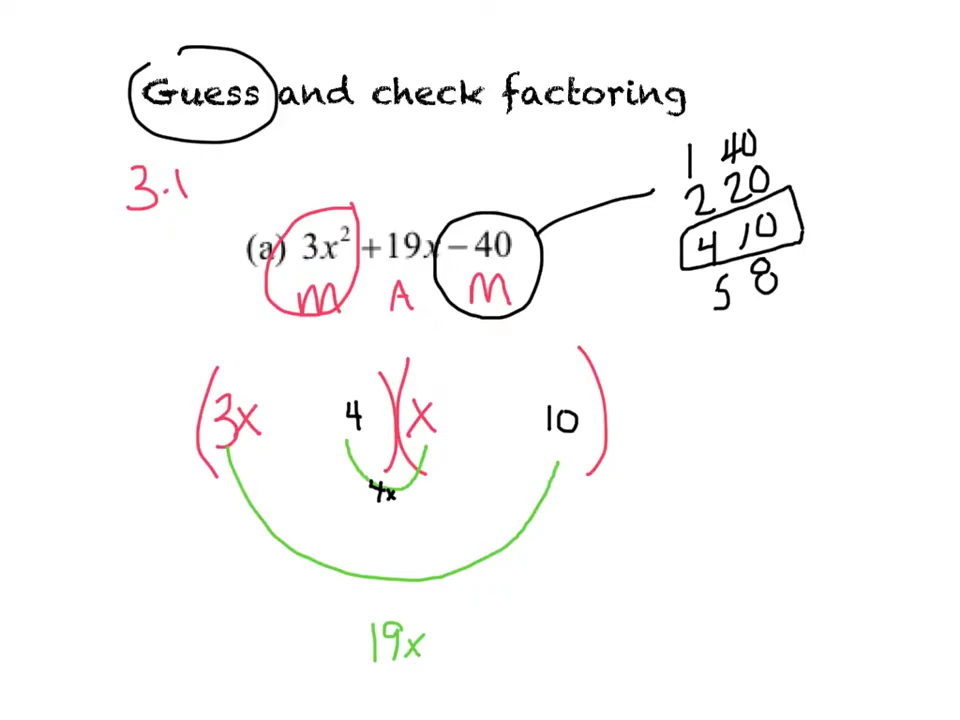 Guess and check factoring
1 40
2 20
3.1
4 10
(a) 3x² + 19x − 40
5 8
M A M
(3x 4)(x 10)
4x
19x